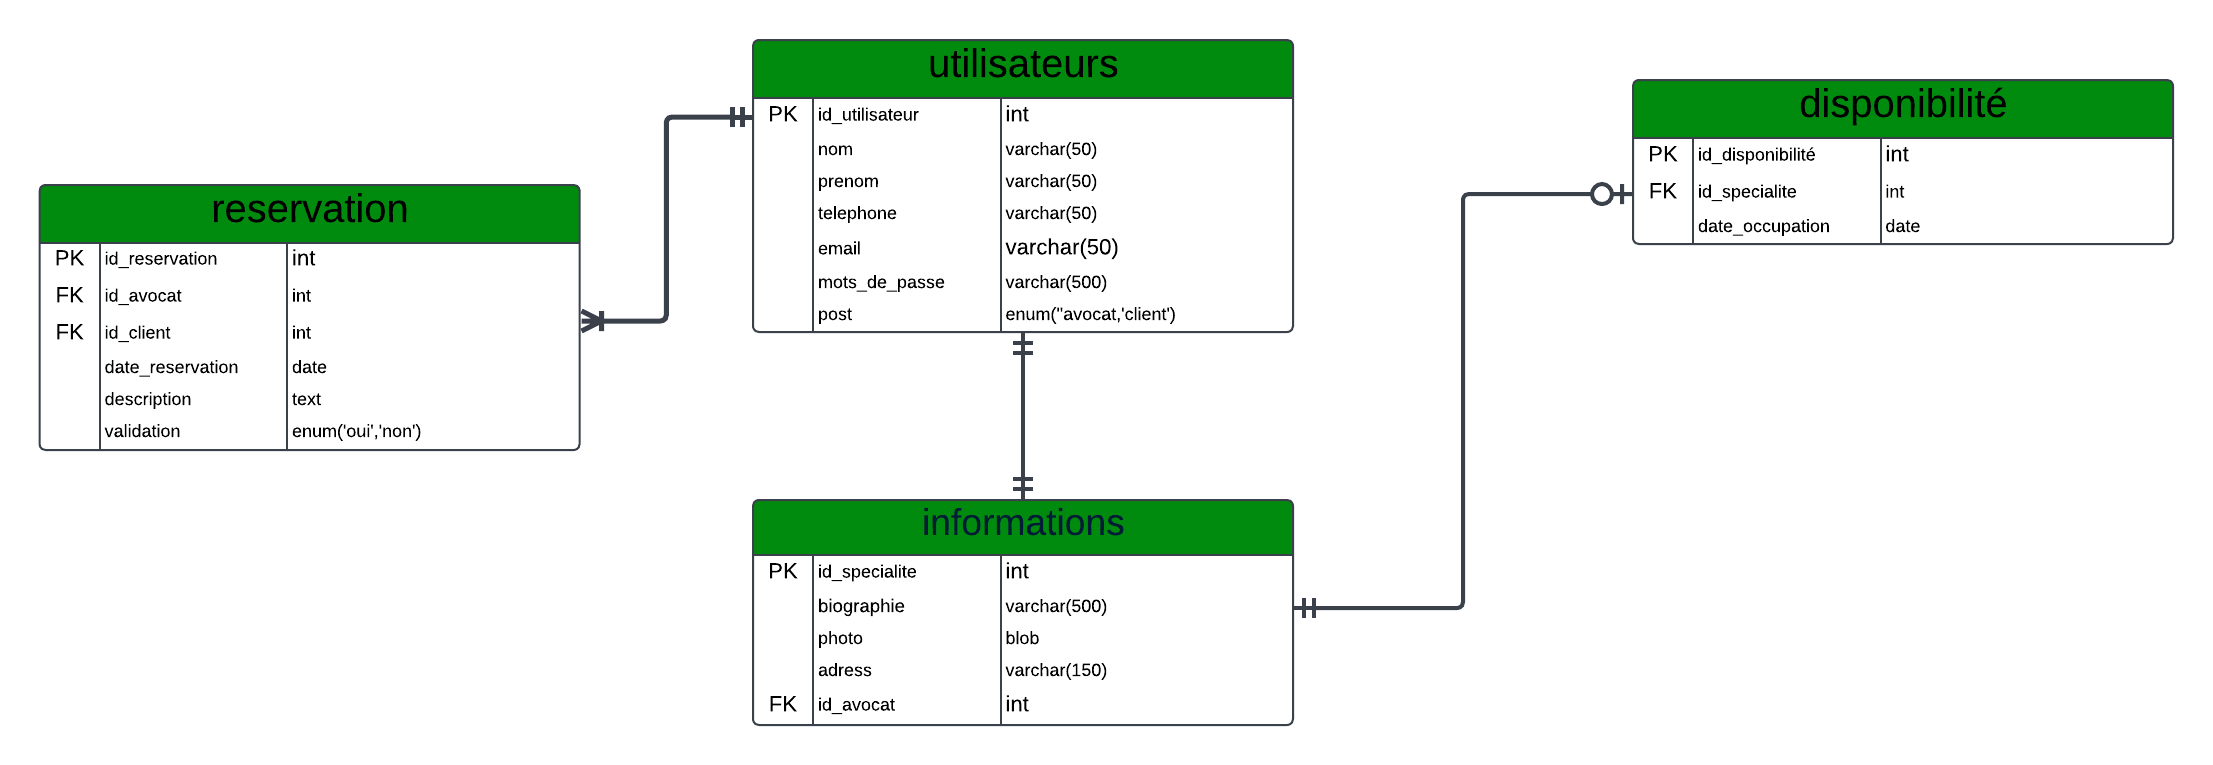 utilisateurs
PK id_utilisateur int
nom varchar(50)
prenom varchar(50)
telephone varchar(50)
email varchar(50)
mots_de_passe varchar(500)
post enum("avocat,'client')
disponibilité
PK id_disponibilité int
FK id_specialite int
date_occupation date
reservation
PK id_reservation int
FK id_avocat int
FK id_client int
date_reservation date
description text
validation enum('oui','non')
informations
PK id_specialite int
biographie varchar(500)
photo blob
adress varchar(150)
FK id_avocat int